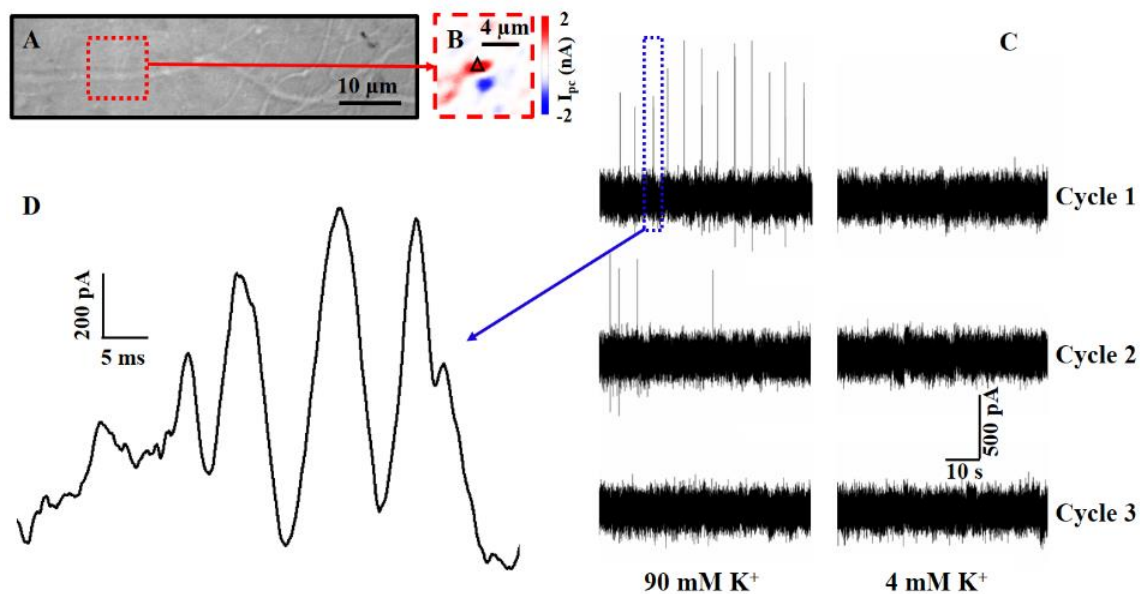 A
10 μm
B
4 μm
2
I_pc (nA)
-2
C
Cycle 1
D
200 pA
5 ms
Cycle 2
500 pA
10 s
Cycle 3
90 mM K⁺
4 mM K⁺